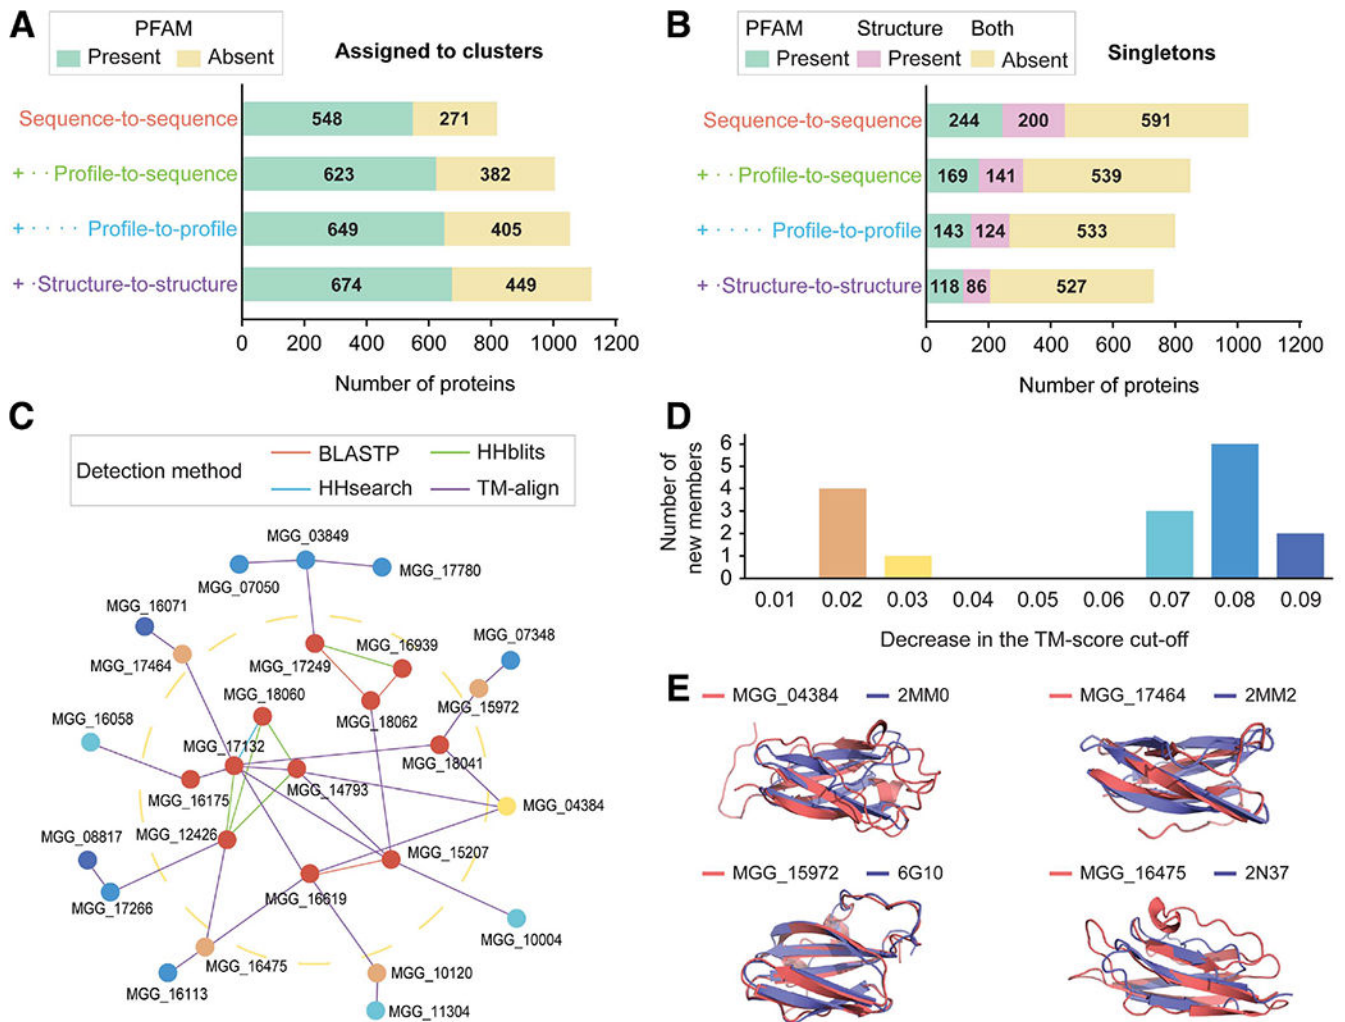 A
PFAM
Present Absent
Assigned to clusters
Sequence-to-sequence 548 271
+ · · Profile-to-sequence 623 382
+ · · · · Profile-to-profile 649 405
+ · Structure-to-structure 674 449
0 200 400 600 800 1000 1200
Number of proteins
B
PFAM Structure Both
Present Present Absent
Singletons
Sequence-to-sequence 244 200 591
+ · · Profile-to-sequence 169 141 539
+ · · · · Profile-to-profile 143 124 533
+ · Structure-to-structure 118 86 527
0 200 400 600 800 1000 1200
Number of proteins
C
Detection method
BLASTP HHblits
HHsearch TM-align
MGG_03849
MGG_07050
MGG_17780
MGG_16071
MGG_17464
MGG_17249
MGG_16939
MGG_07348
MGG_18060
MGG_18062
MGG_15972
MGG_16058
MGG_17132
MGG_18041
MGG_16175
MGG_14793
MGG_04384
MGG_12426
MGG_08817
MGG_15207
MGG_17266
MGG_16619
MGG_10004
MGG_16475
MGG_10120
MGG_16113
MGG_11304
D
Number of
new members
6
5
4
3
2
1
0
0.01 0.02 0.03 0.04 0.05 0.06 0.07 0.08 0.09
Decrease in the TM-score cut-off
E
MGG_04384 2MM0
MGG_17464 2MM2
MGG_15972 6G10
MGG_16475 2N37